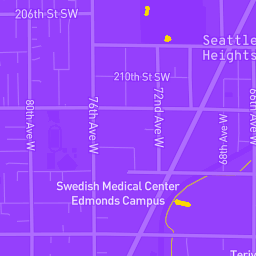 206th St SW
Seattle
Heights
210th St SW
80th Ave W
76th Ave W
72nd Ave W
68th Ave W
66th Ave W
Swedish Medical Center
Edmonds Campus